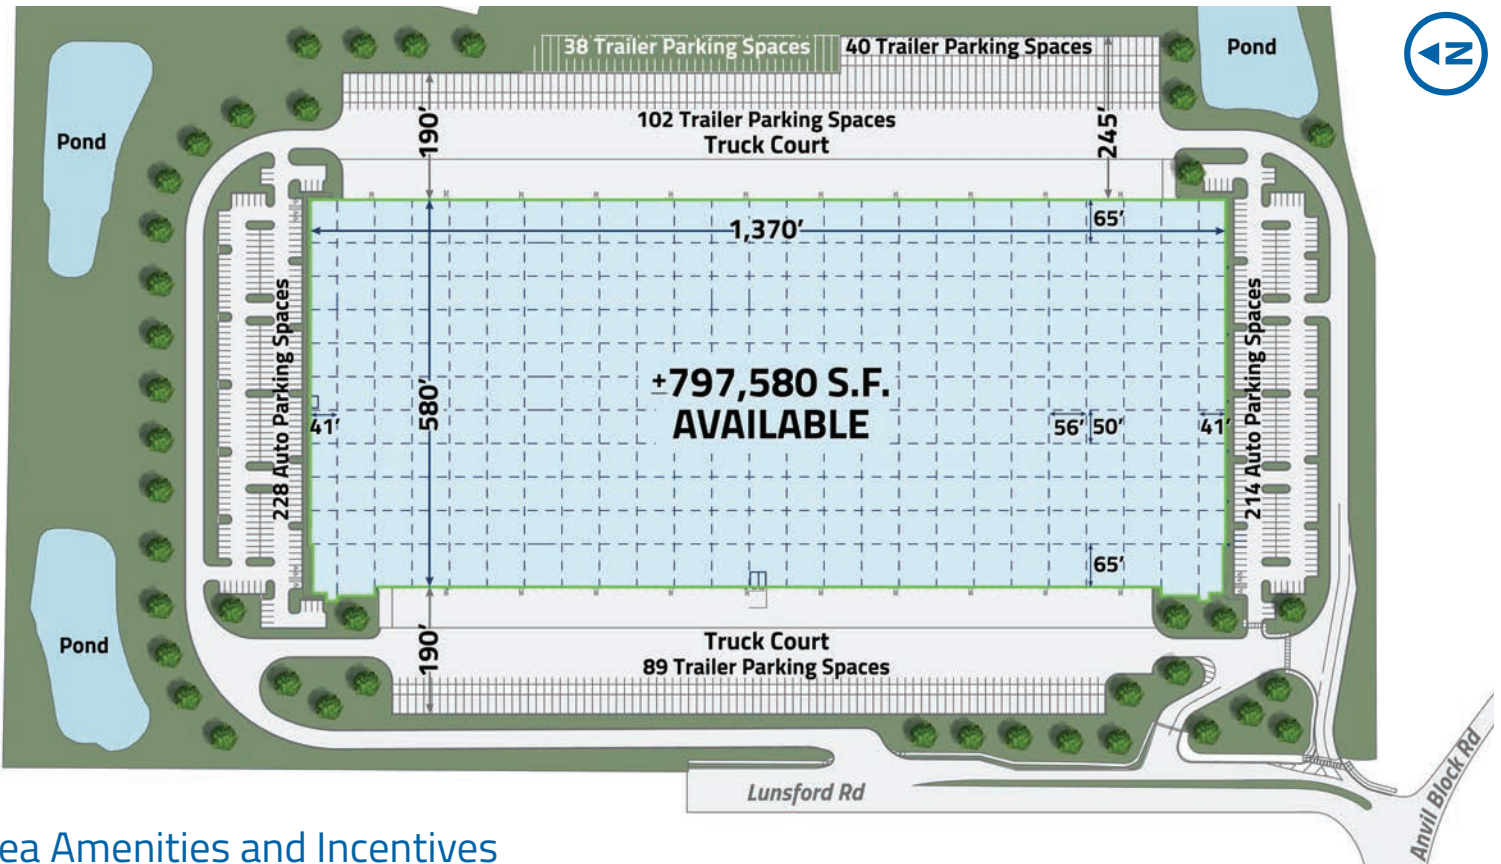 38 Trailer Parking Spaces
40 Trailer Parking Spaces
Pond
N
Pond
190'
102 Trailer Parking Spaces
Truck Court
245'
1,370'
65'
228 Auto Parking Spaces
580'
±797,580 S.F.
AVAILABLE
41'
56'
50'
41'
214 Auto Parking Spaces
65'
Pond
190'
Truck Court
89 Trailer Parking Spaces
Lunsford Rd
Anvil Block Rd
ea Amenities and Incentives